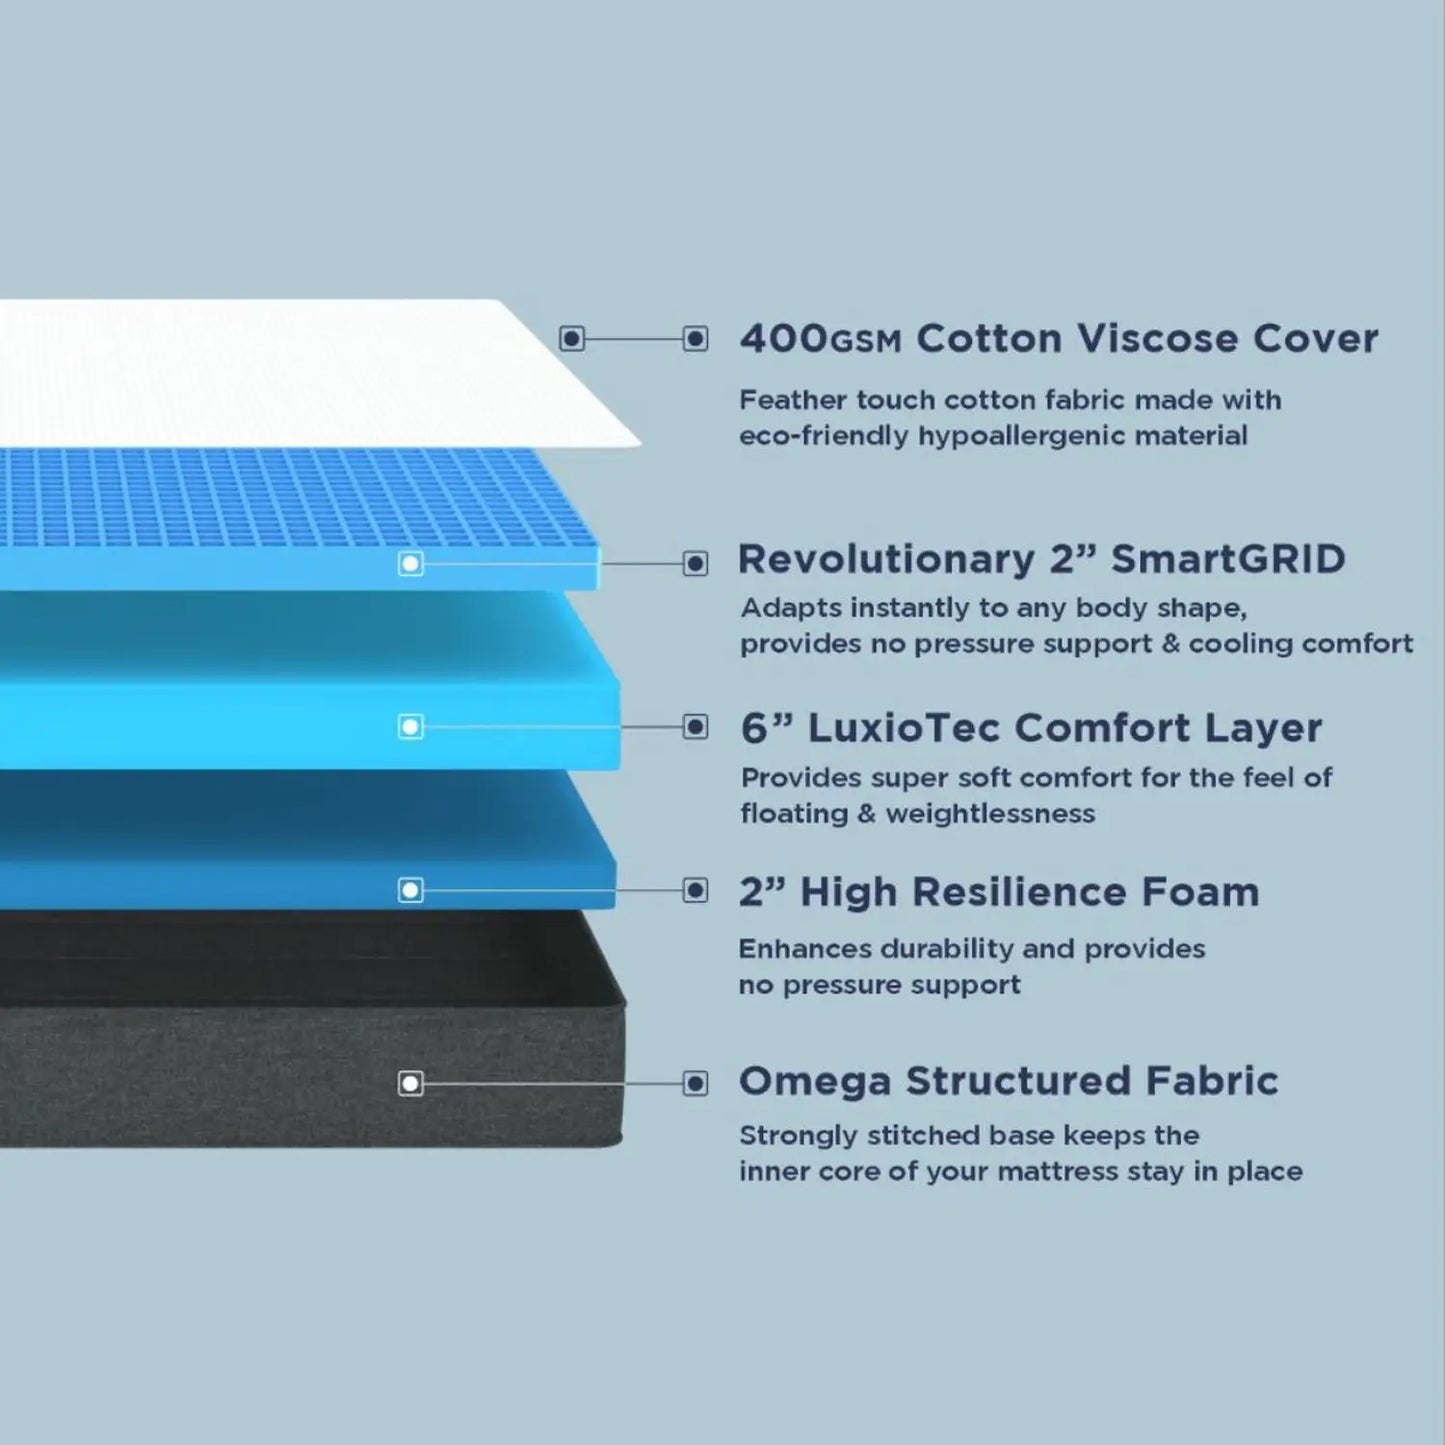 400GSM Cotton Viscose Cover
Feather touch cotton fabric made with
eco-friendly hypoallergenic material
Revolutionary 2” SmartGRID
Adapts instantly to any body shape,
provides no pressure support & cooling comfort
6” LuxioTec Comfort Layer
Provides super soft comfort for the feel of
floating & weightlessness
2” High Resilience Foam
Enhances durability and provides
no pressure support
Omega Structured Fabric
Strongly stitched base keeps the
inner core of your mattress stay in place